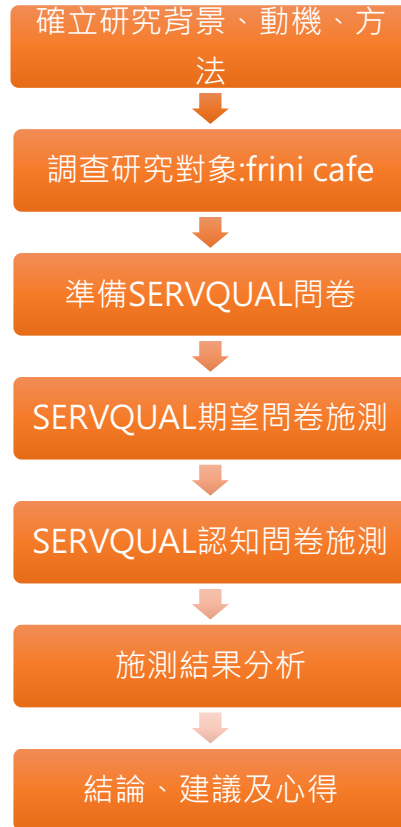 確立研究背景、動機、方
法
調查研究對象:frini cafe
準備SERVQUAL問卷
SERVQUAL期望問卷施測
SERVQUAL認知問卷施測
施測結果分析
結論、建議及心得